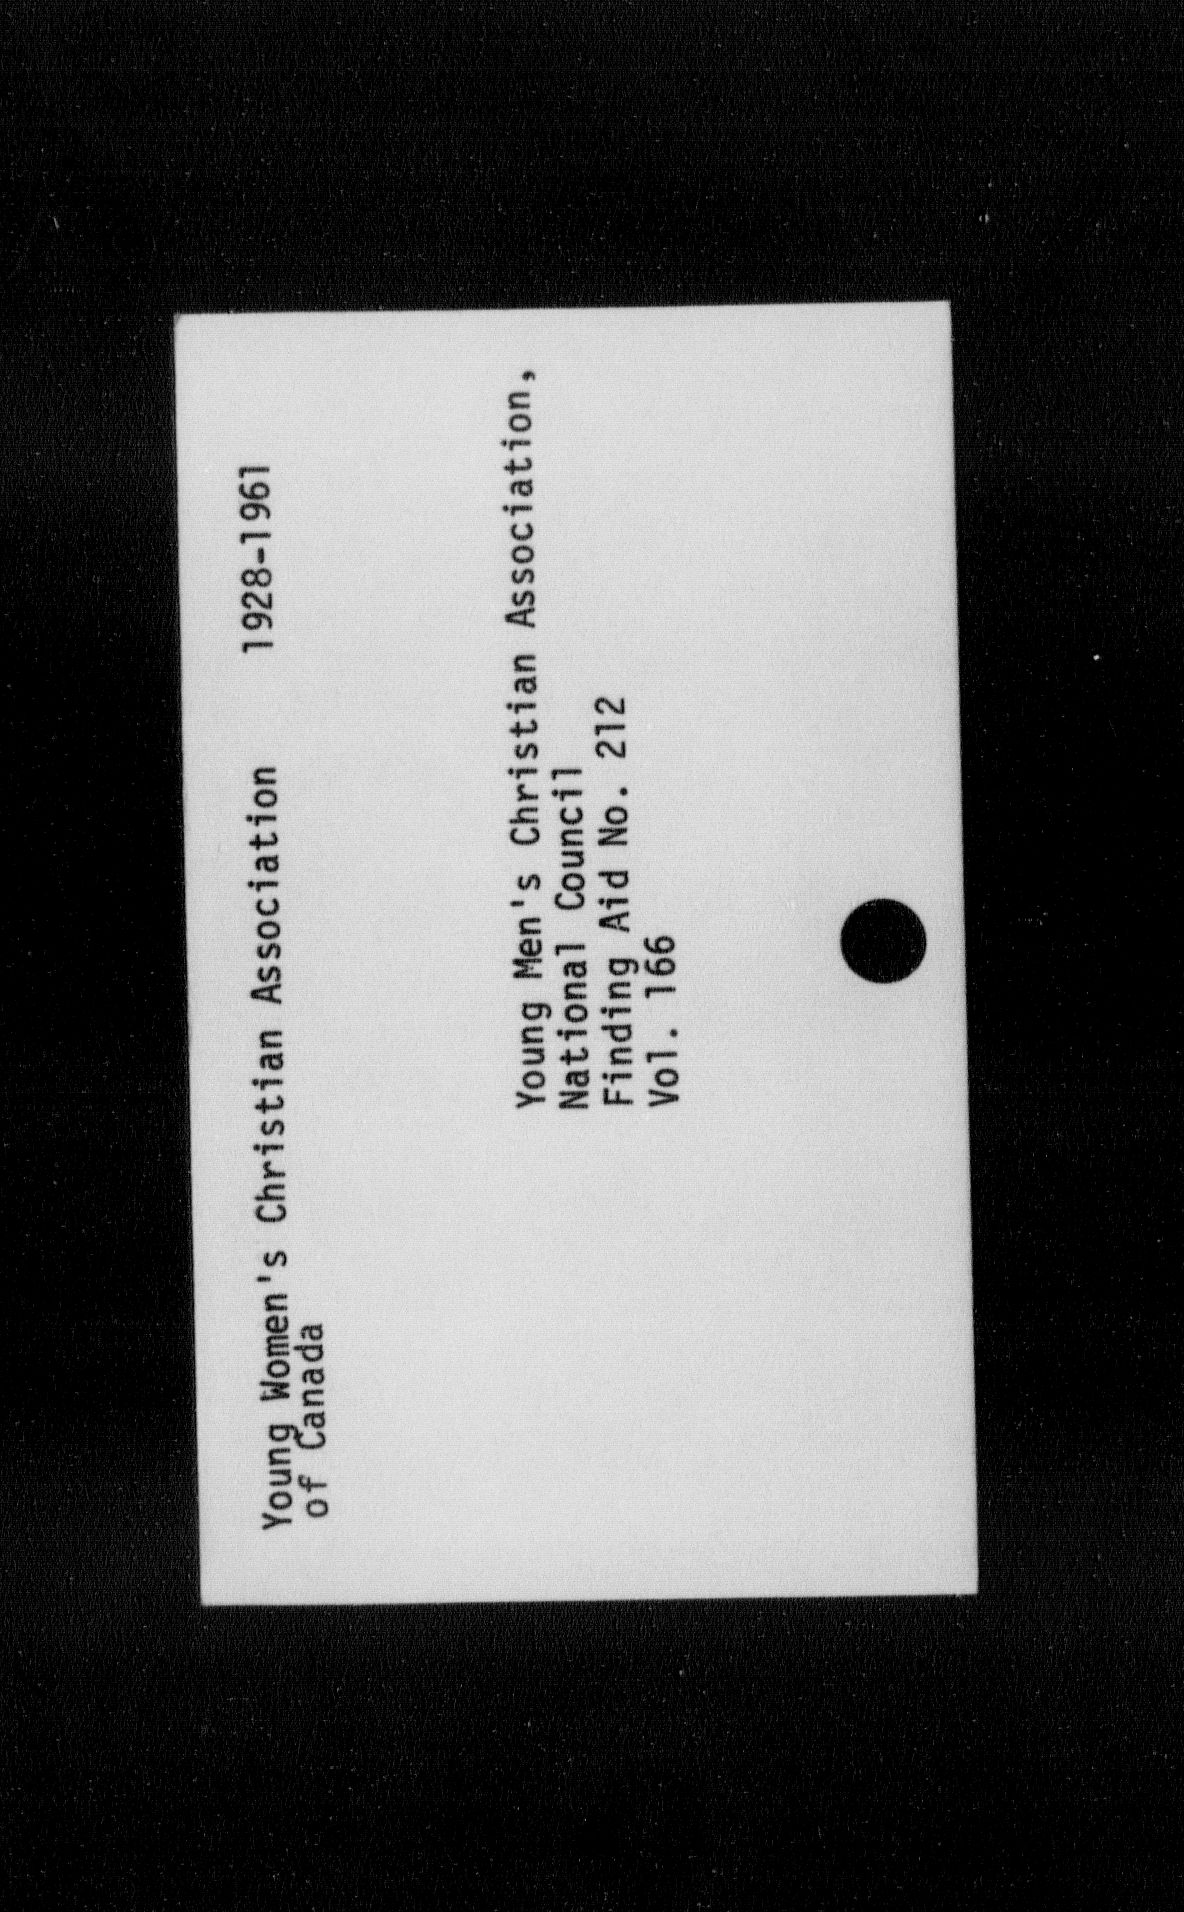 Young Women's Christian Association 1928-1961
of Canada
Young Men's Christian Association,
National Council
Finding Aid No. 212
Vol. 166